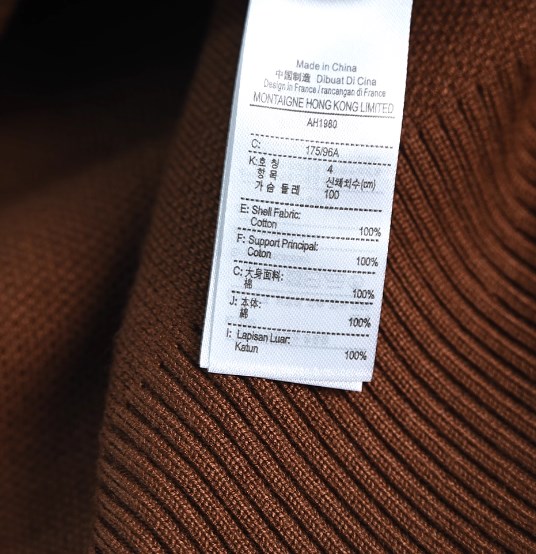 Made in China
中国制造 Dibuat Di Cina
Design in France / rancangan di France
MONTAIGNE HONG KONG LIMITED
AH1980
C: 175/96A
K: 호 칭 4
항 목 신체치수(cm)
가 슴 둘 레 100
E: Shell Fabric:
Cotton 100%
F: Support Principal:
Coton 100%
C: 大身面料:
棉 100%
J: 本体:
綿 100%
I: Lapisan Luar:
Katun 100%